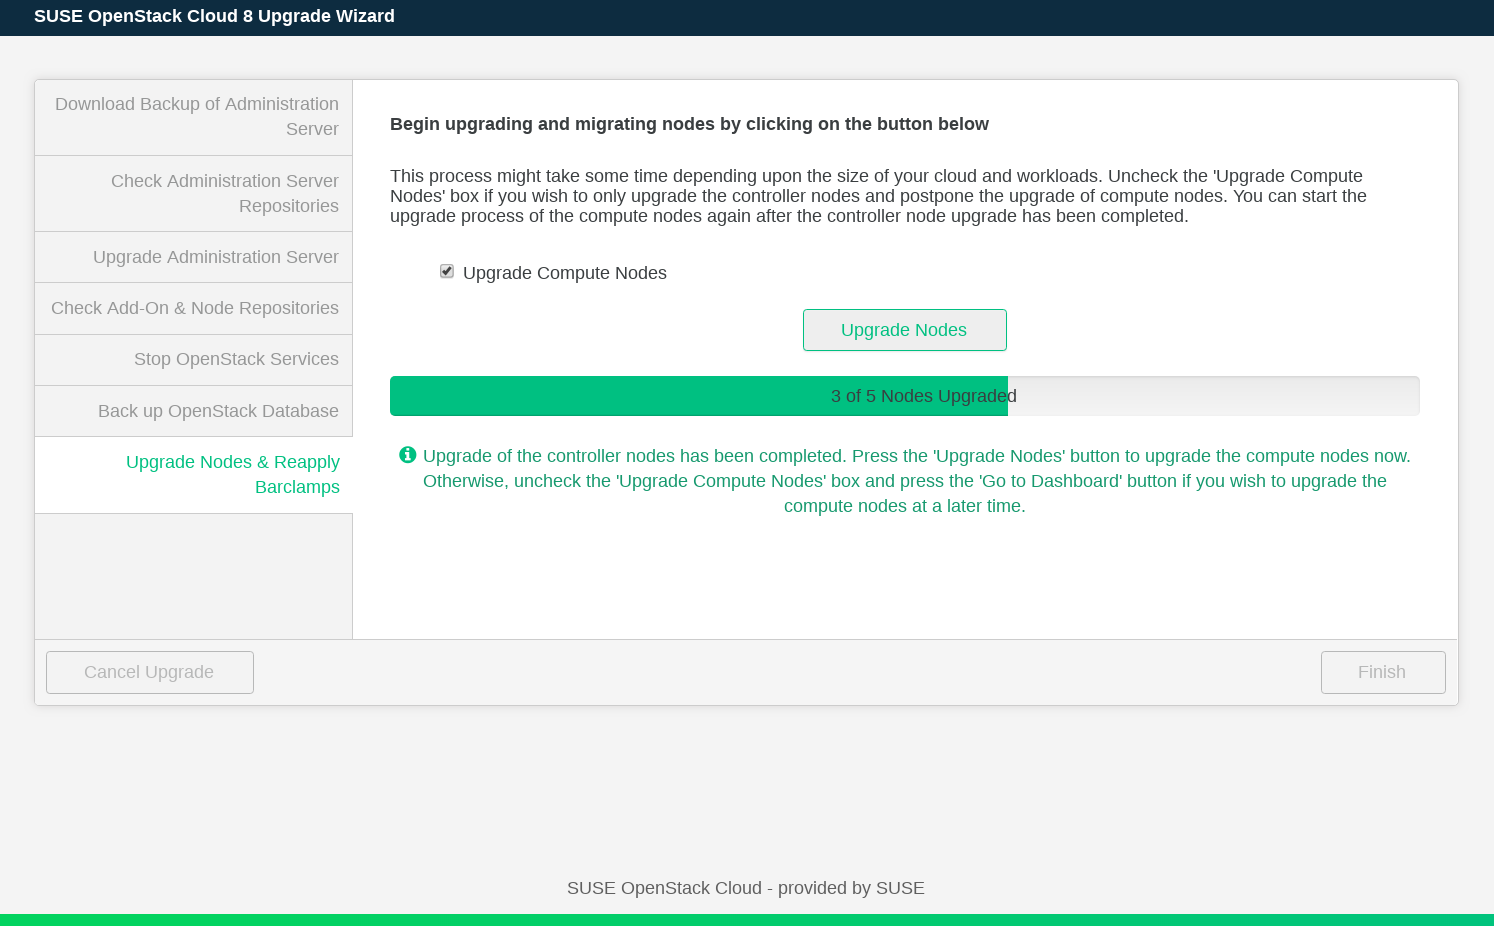 SUSE OpenStack Cloud 8 Upgrade Wizard
Download Backup of Administration
Server
Check Administration Server
Repositories
Upgrade Administration Server
Check Add-On & Node Repositories
Stop OpenStack Services
Back up OpenStack Database
Upgrade Nodes & Reapply
Barclamps
Begin upgrading and migrating nodes by clicking on the button below
This process might take some time depending upon the size of your cloud and workloads. Uncheck the 'Upgrade Compute
Nodes' box if you wish to only upgrade the controller nodes and postpone the upgrade of compute nodes. You can start the
upgrade process of the compute nodes again after the controller node upgrade has been completed.
Upgrade Compute Nodes
Upgrade Nodes
3 of 5 Nodes Upgraded
Upgrade of the controller nodes has been completed. Press the 'Upgrade Nodes' button to upgrade the compute nodes now.
Otherwise, uncheck the 'Upgrade Compute Nodes' box and press the 'Go to Dashboard' button if you wish to upgrade the
compute nodes at a later time.
Cancel Upgrade
Finish
SUSE OpenStack Cloud - provided by SUSE